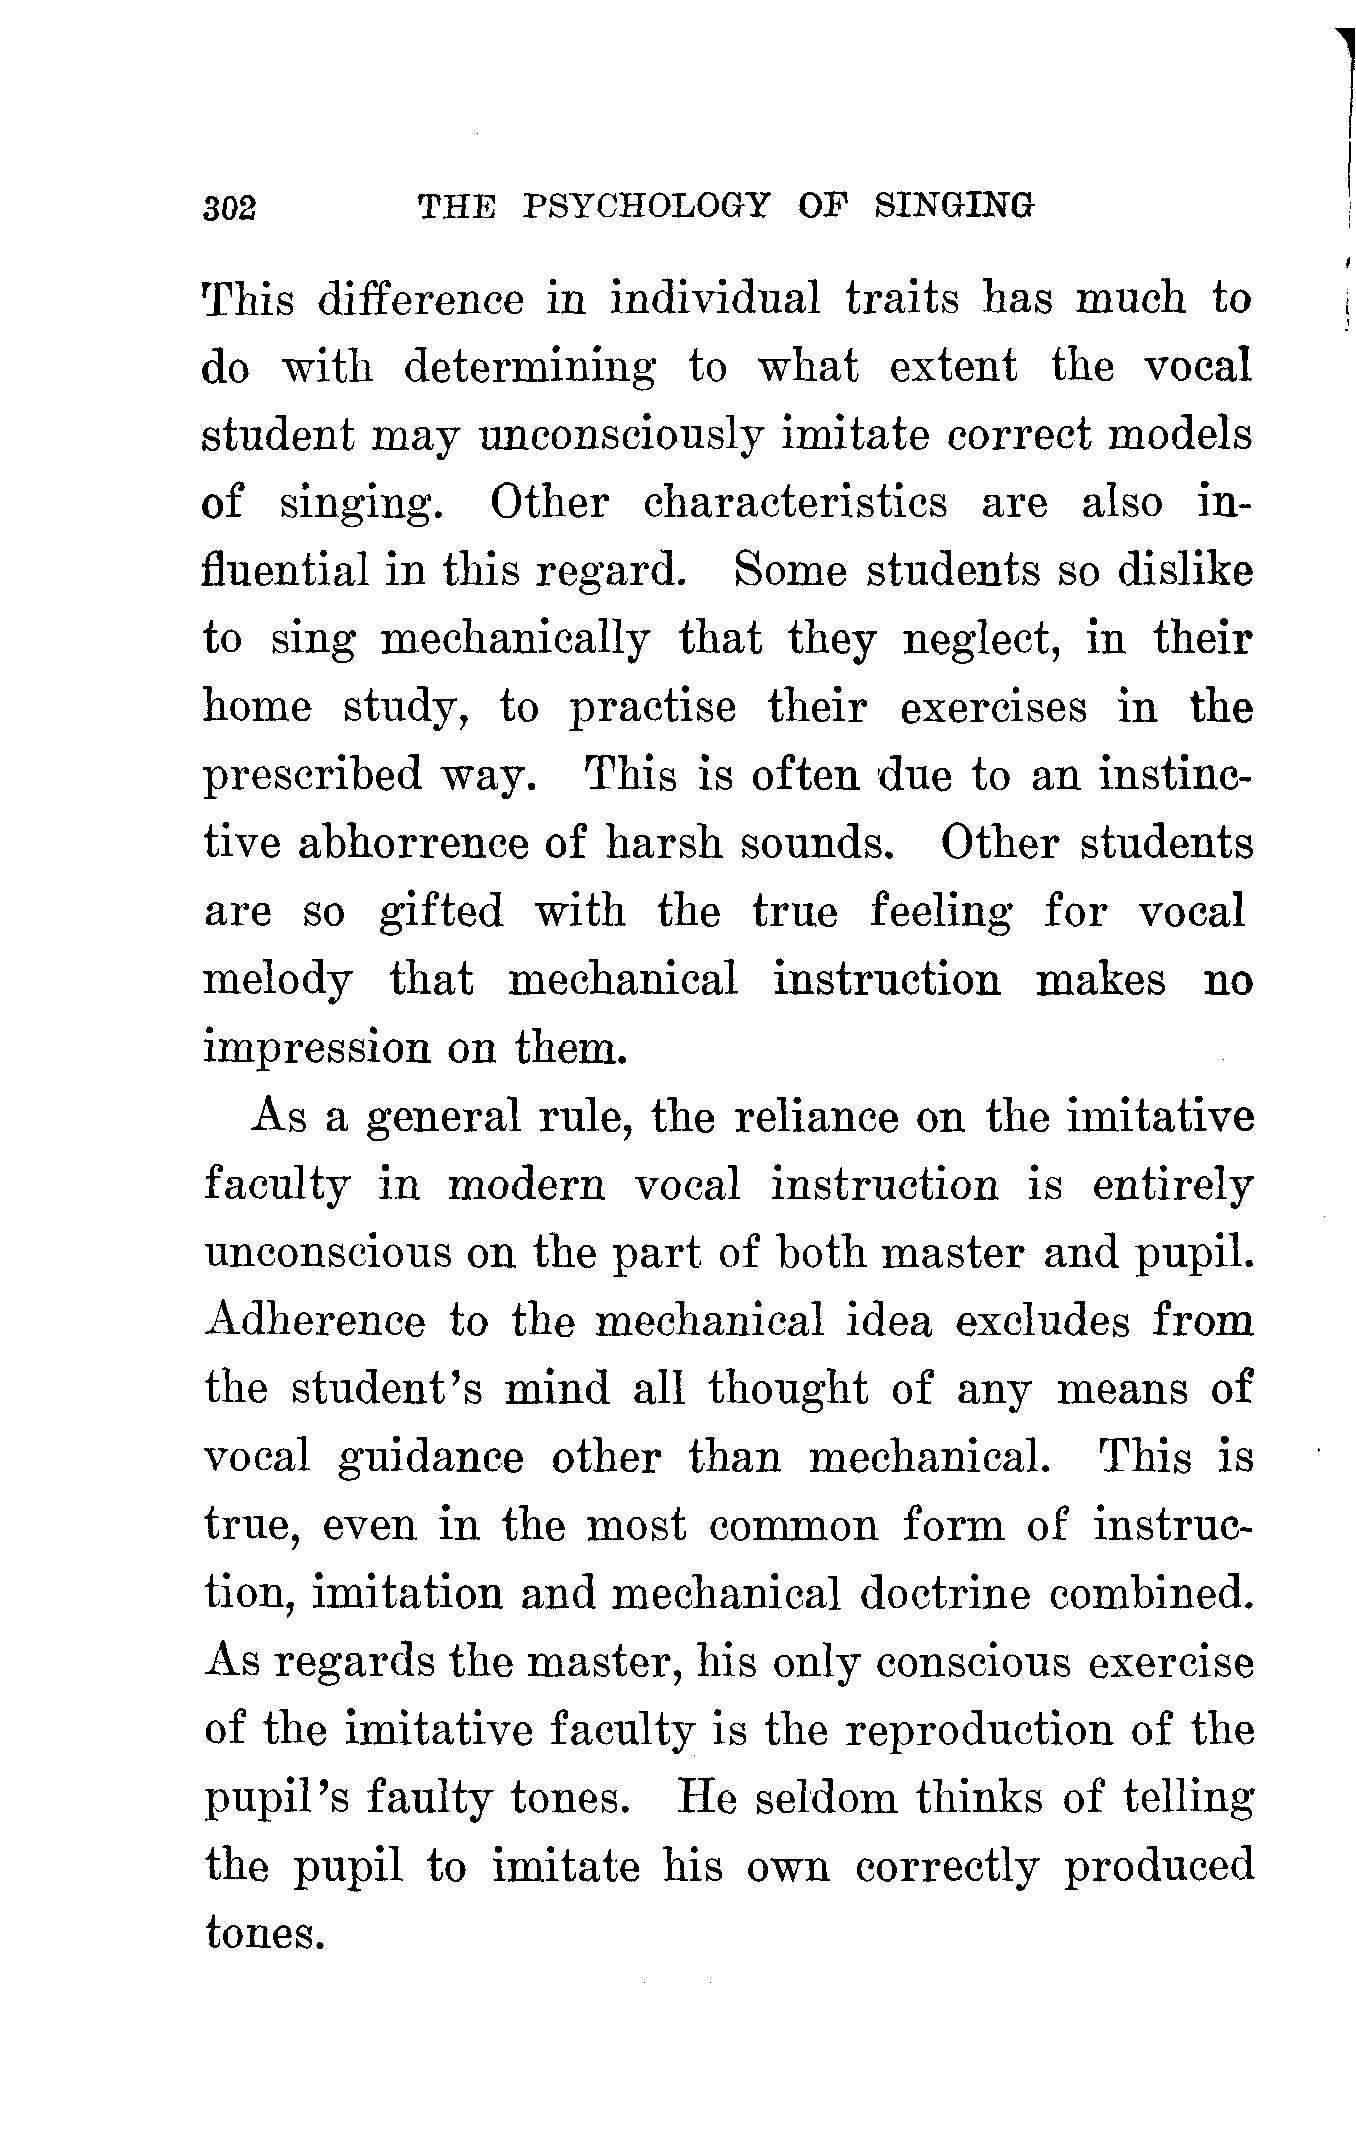 302 THE PSYCHOLOGY OF SINGING
This difference in individual traits has much to
do with determining to what extent the vocal
student may unconsciously imitate correct models
of singing. Other characteristics are also in-
fluential in this regard. Some students so dislike
to sing mechanically that they neglect, in their
home study, to practise their exercises in the
prescribed way. This is often due to an instinc-
tive abhorrence of harsh sounds. Other students
are so gifted with the true feeling for vocal
melody that mechanical instruction makes no
impression on them.
As a general rule, the reliance on the imitative
faculty in modern vocal instruction is entirely
unconscious on the part of both master and pupil.
Adherence to the mechanical idea excludes from
the student's mind all thought of any means of
vocal guidance other than mechanical. This is
true, even in the most common form of instruc-
tion, imitation and mechanical doctrine combined.
As regards the master, his only conscious exercise
of the imitative faculty is the reproduction of the
pupil's faulty tones. He seldom thinks of telling
the pupil to imitate his own correctly produced
tones.